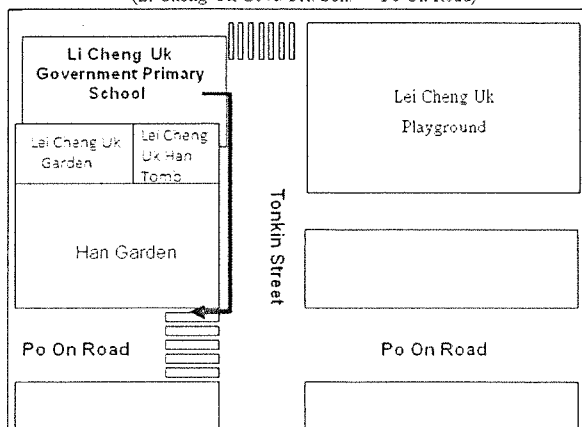 Li Cheng Uk
Government Primary
School
Lei Cheng Uk
Playground
Lei Cheng Uk
Garden
Lei Cheng
Uk Han
Tomb
Tonkin Street
Han Garden
Po On Road
Po On Road